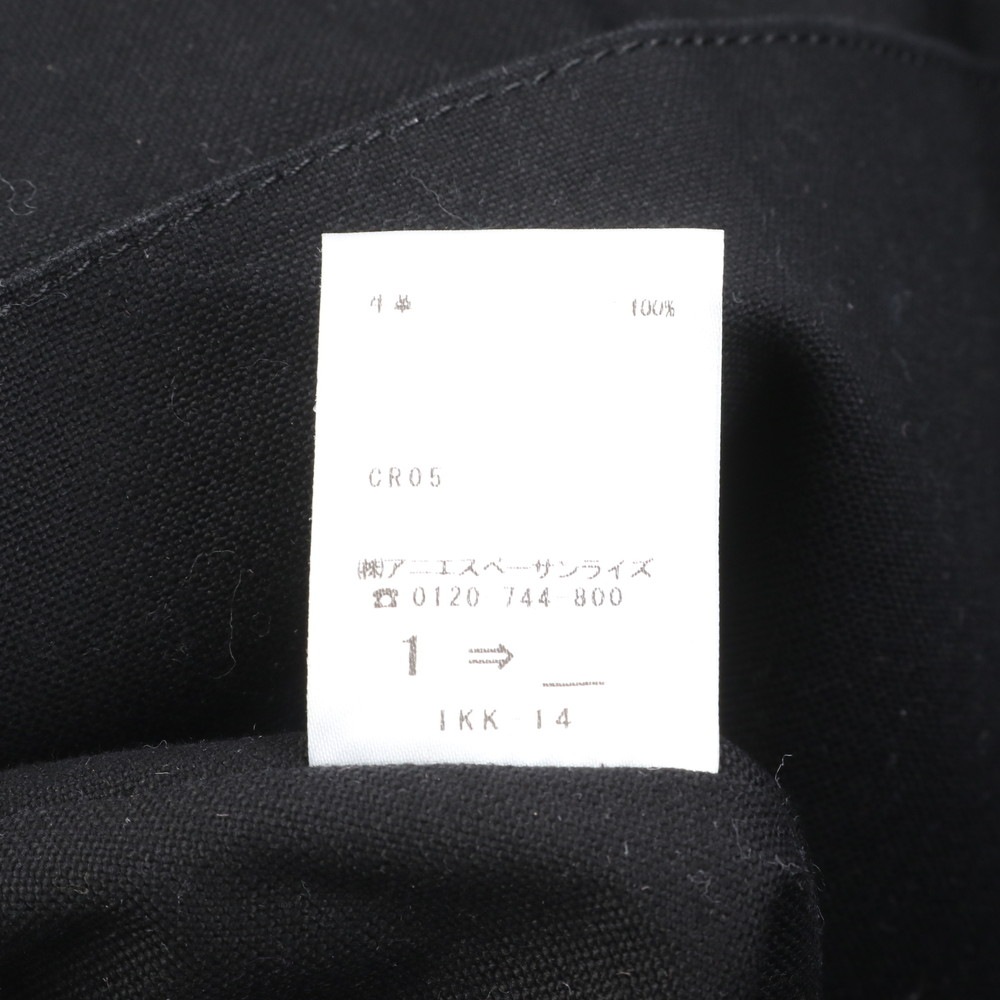 牛革 100%
CR05
㈱アニエスベーサンライズ
☎ 0120 744-800
1 ⇒ __
IKK-14